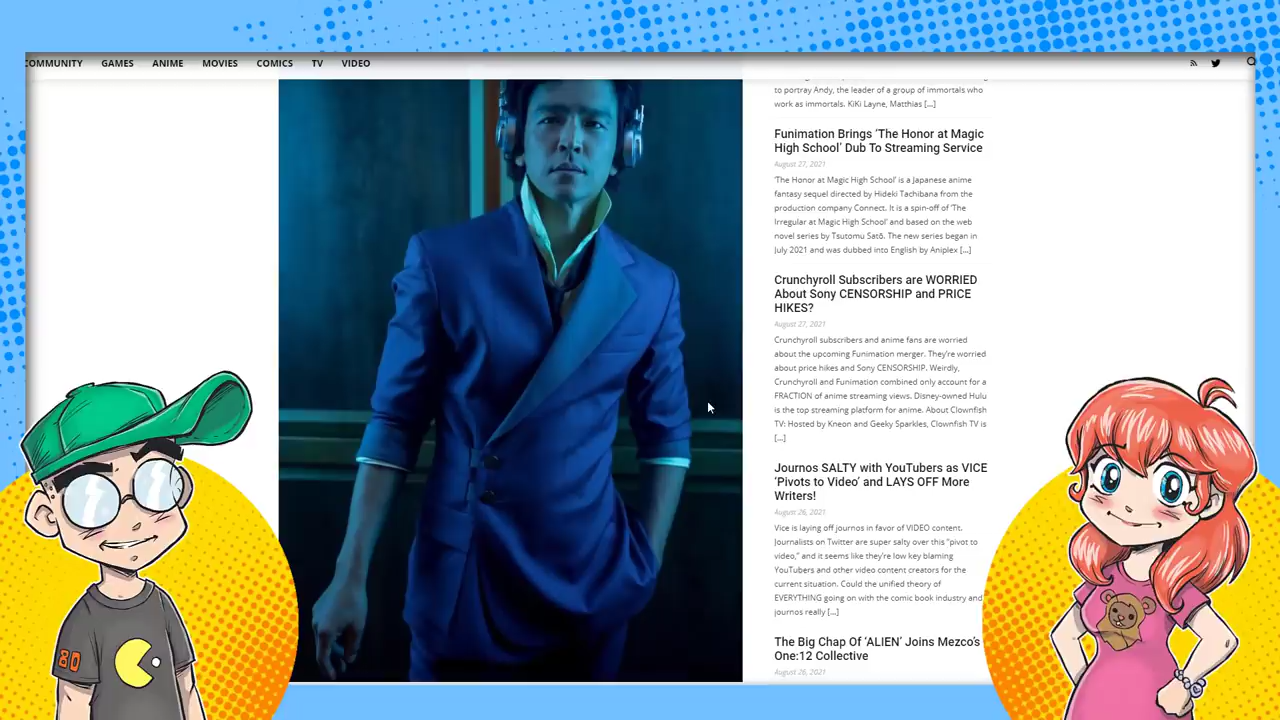 COMMUNITY GAMES ANIME MOVIES COMICS TV VIDEO
to portray Andy, the leader of a group of immortals who
work as immortals. KiKi Layne, Matthias [...]
Funimation Brings ‘The Honor at Magic
High School’ Dub To Streaming Service
August 27, 2021
‘The Honor at Magic High School’ is a Japanese anime
fantasy sequel directed by Hideki Tachibana from the
production company Connect. It is a spin-off of ‘The
Irregular at Magic High School’ and based on the web
novel series by Tsutomu Satō. The new series began in
July 2021 and was dubbed into English by Aniplex [...]
Crunchyroll Subscribers are WORRIED
About Sony CENSORSHIP and PRICE
HIKES?
August 27, 2021
Crunchyroll subscribers and anime fans are worried
about the upcoming Funimation merger. They’re worried
about price hikes and Sony CENSORSHIP. Weirdly,
Crunchyroll and Funimation combined only account for a
FRACTION of anime streaming views. Disney-owned Hulu
is the top streaming platform for anime. About Clownfish
TV: Hosted by Kneon and Geeky Sparkles, Clownfish TV is
[...]
Journos SALTY with YouTubers as VICE
‘Pivots to Video’ and LAYS OFF More
Writers!
August 26, 2021
Vice is laying off journos in favor of VIDEO content.
Journalists on Twitter are super salty over this “pivot to
video,” and it seems like they’re low key blaming
YouTubers and other video content creators for the
current situation. Could the unified theory of
EVERYTHING going on with the comic book industry and
journos really [...]
The Big Chap Of ‘ALIEN’ Joins Mezco’s
One:12 Collective
August 26, 2021
80